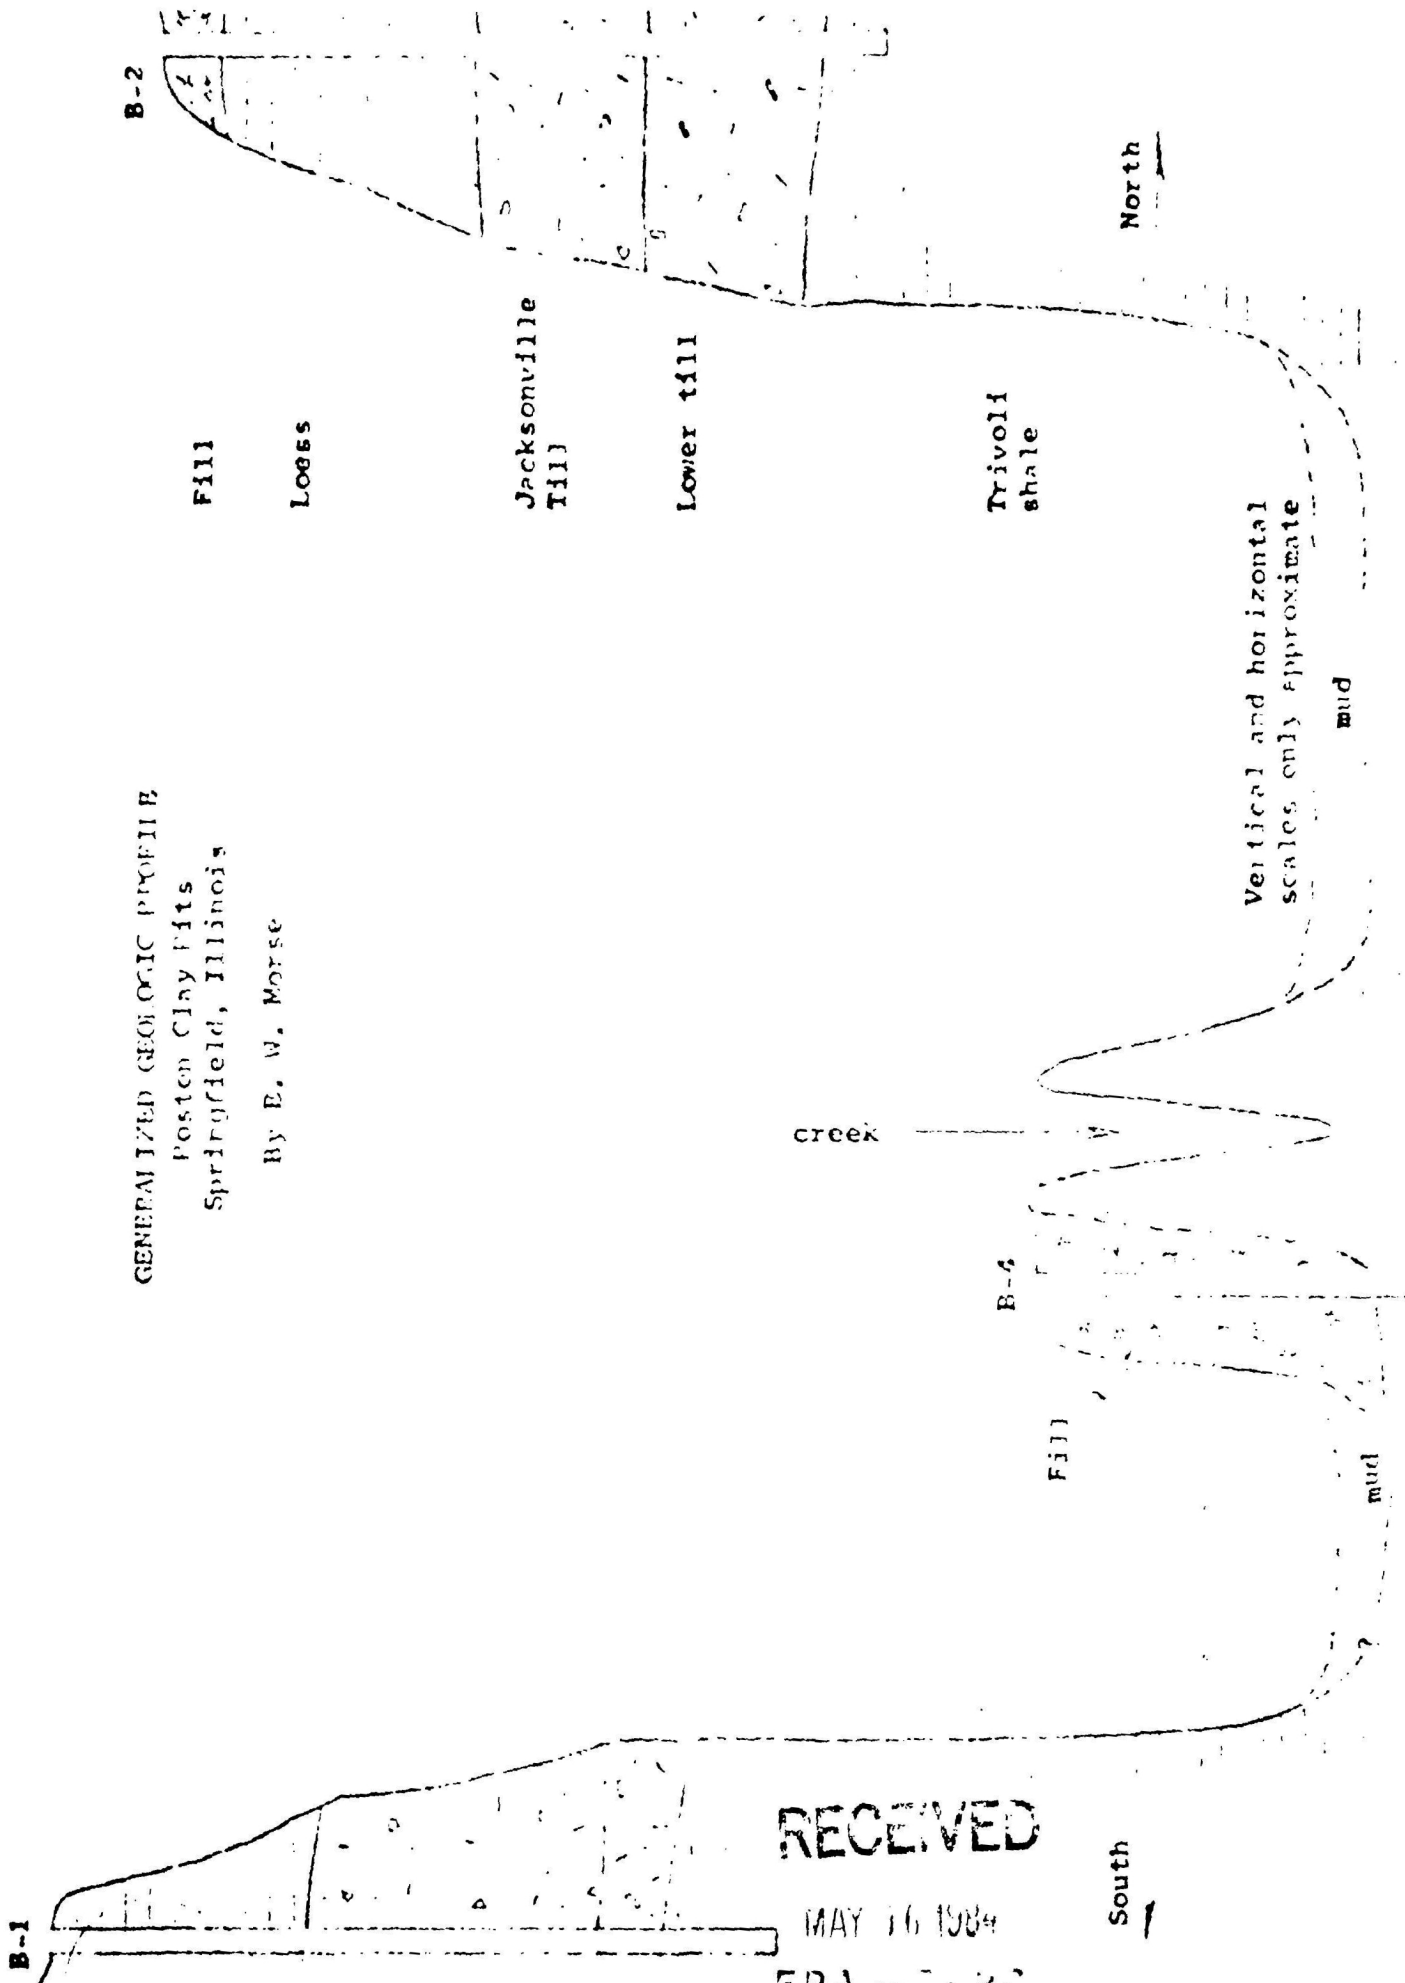 GENERALIZED GEOLOGIC PROFILE
Poston Clay Pits
Springfield, Illinois
By E. W. Morse
B-1
B-2
Fill
Loess
Jacksonville
Till
Lower till
Trivoli
shale
creek
B-4
Fill
mud
mud
?
Vertical and horizontal
scales only approximate
North
South
RECEIVED
MAY 16 1984